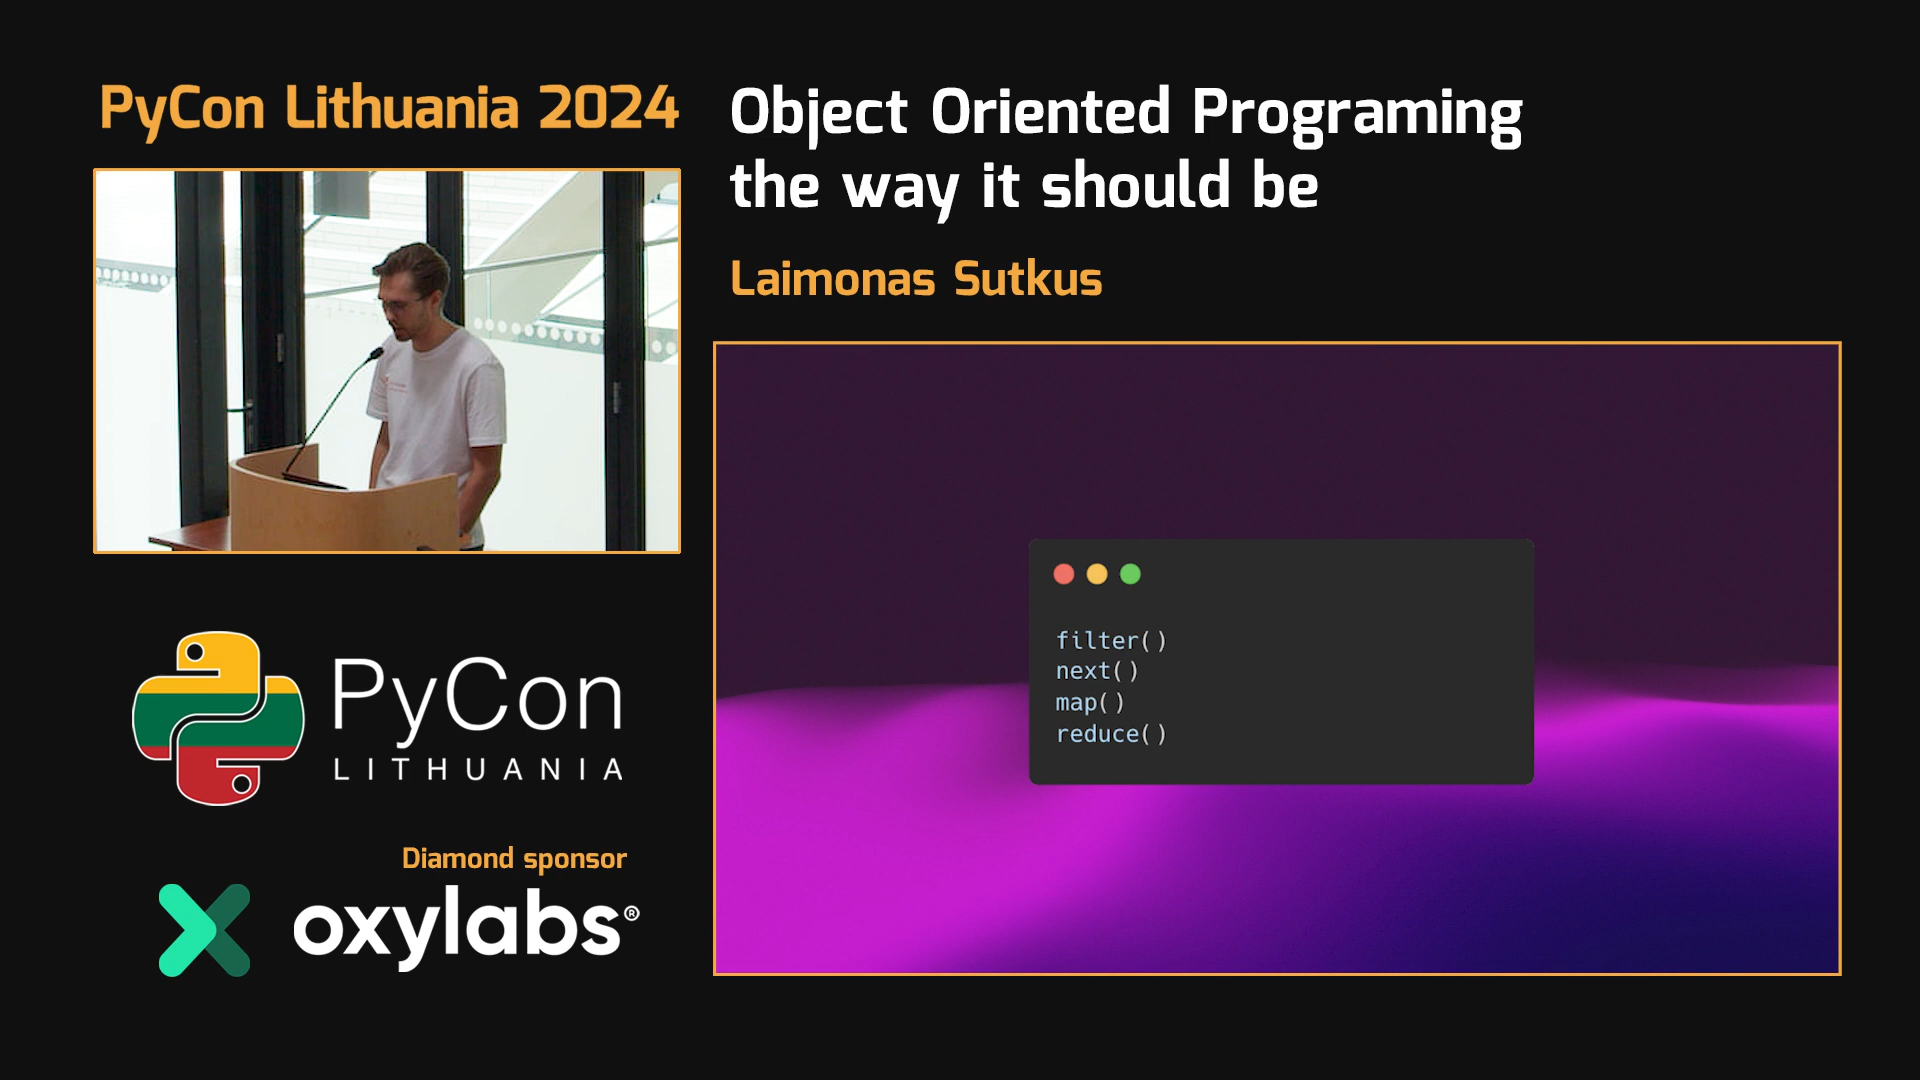 PyCon Lithuania 2024
Object Oriented Programing
the way it should be
Laimonas Sutkus
filter()
next()
map()
reduce()
PyCon
LITHUANIA
Diamond sponsor
oxylabs®